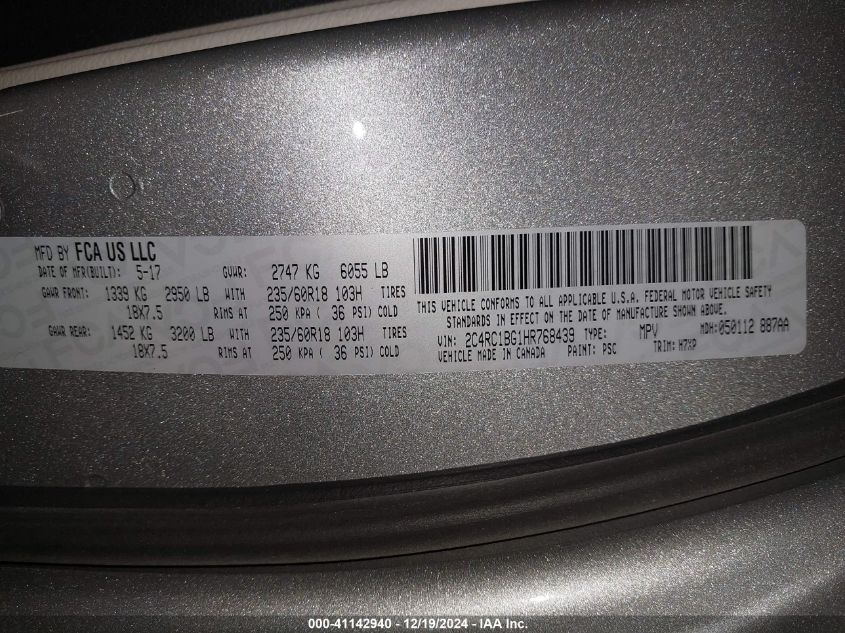 MFD BY FCA US LLC
DATE OF MFR(BUILT): 5-17 GVWR: 2747 KG 6055 LB
GAWR FRONT: 1339 KG 2950 LB WITH 235/60R18 103H TIRES
18X7.5 RIMS AT 250 KPA ( 36 PSI) COLD
GAWR REAR: 1452 KG 3200 LB WITH 235/60R18 103H TIRES
18X7.5 RIMS AT 250 KPA ( 36 PSI) COLD
THIS VEHICLE CONFORMS TO ALL APPLICABLE U.S.A. FEDERAL MOTOR VEHICLE SAFETY
STANDARDS IN EFFECT ON THE DATE OF MANUFACTURE SHOWN ABOVE.
VIN: 2C4RC1BG1HR768439 TYPE: MPV MDH:050112 887AA
VEHICLE MADE IN CANADA PAINT: PSC TRIM: H7XP
000-41142940 - 12/19/2024 - IAA Inc.